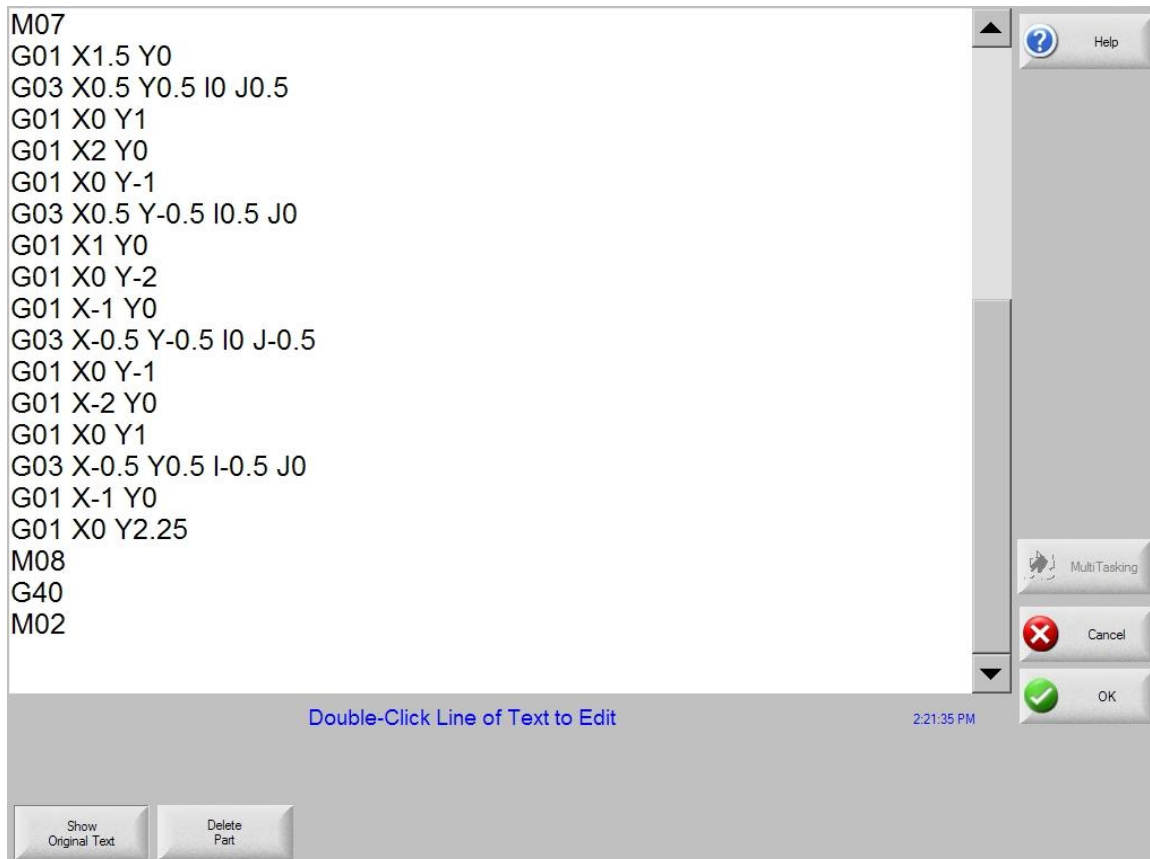 M07
G01 X1.5 Y0
G03 X0.5 Y0.5 I0 J0.5
G01 X0 Y1
G01 X2 Y0
G01 X0 Y-1
G03 X0.5 Y-0.5 I0.5 J0
G01 X1 Y0
G01 X0 Y-2
G01 X-1 Y0
G03 X-0.5 Y-0.5 I0 J-0.5
G01 X0 Y-1
G01 X-2 Y0
G01 X0 Y1
G03 X-0.5 Y0.5 I-0.5 J0
G01 X-1 Y0
G01 X0 Y2.25
M08
G40
M02
Help
MultiTasking
Cancel
OK
Double-Click Line of Text to Edit
2:21:35 PM
Show
Original Text
Delete
Part